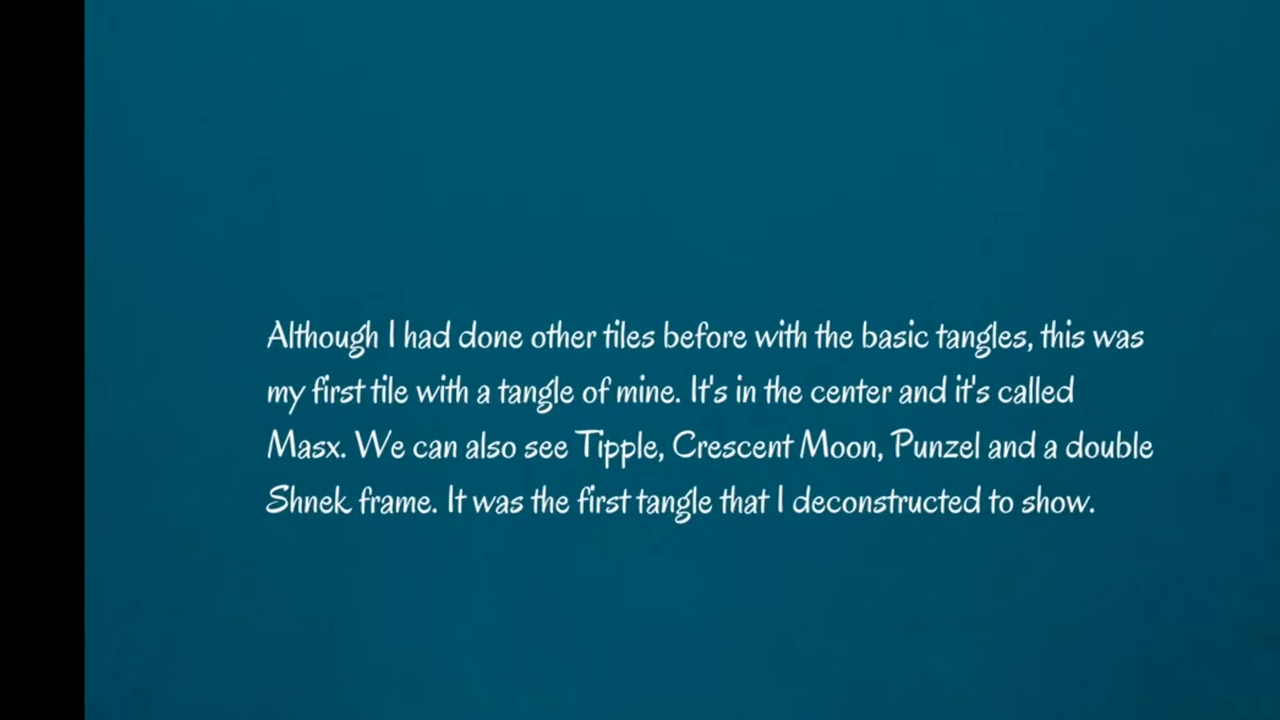 Although I had done other tiles before with the basic tangles, this was
my first tile with a tangle of mine. It's in the center and it's called
Masx. We can also see Tipple, Crescent Moon, Punzel and a double
Shnek frame. It was the first tangle that I deconstructed to show.